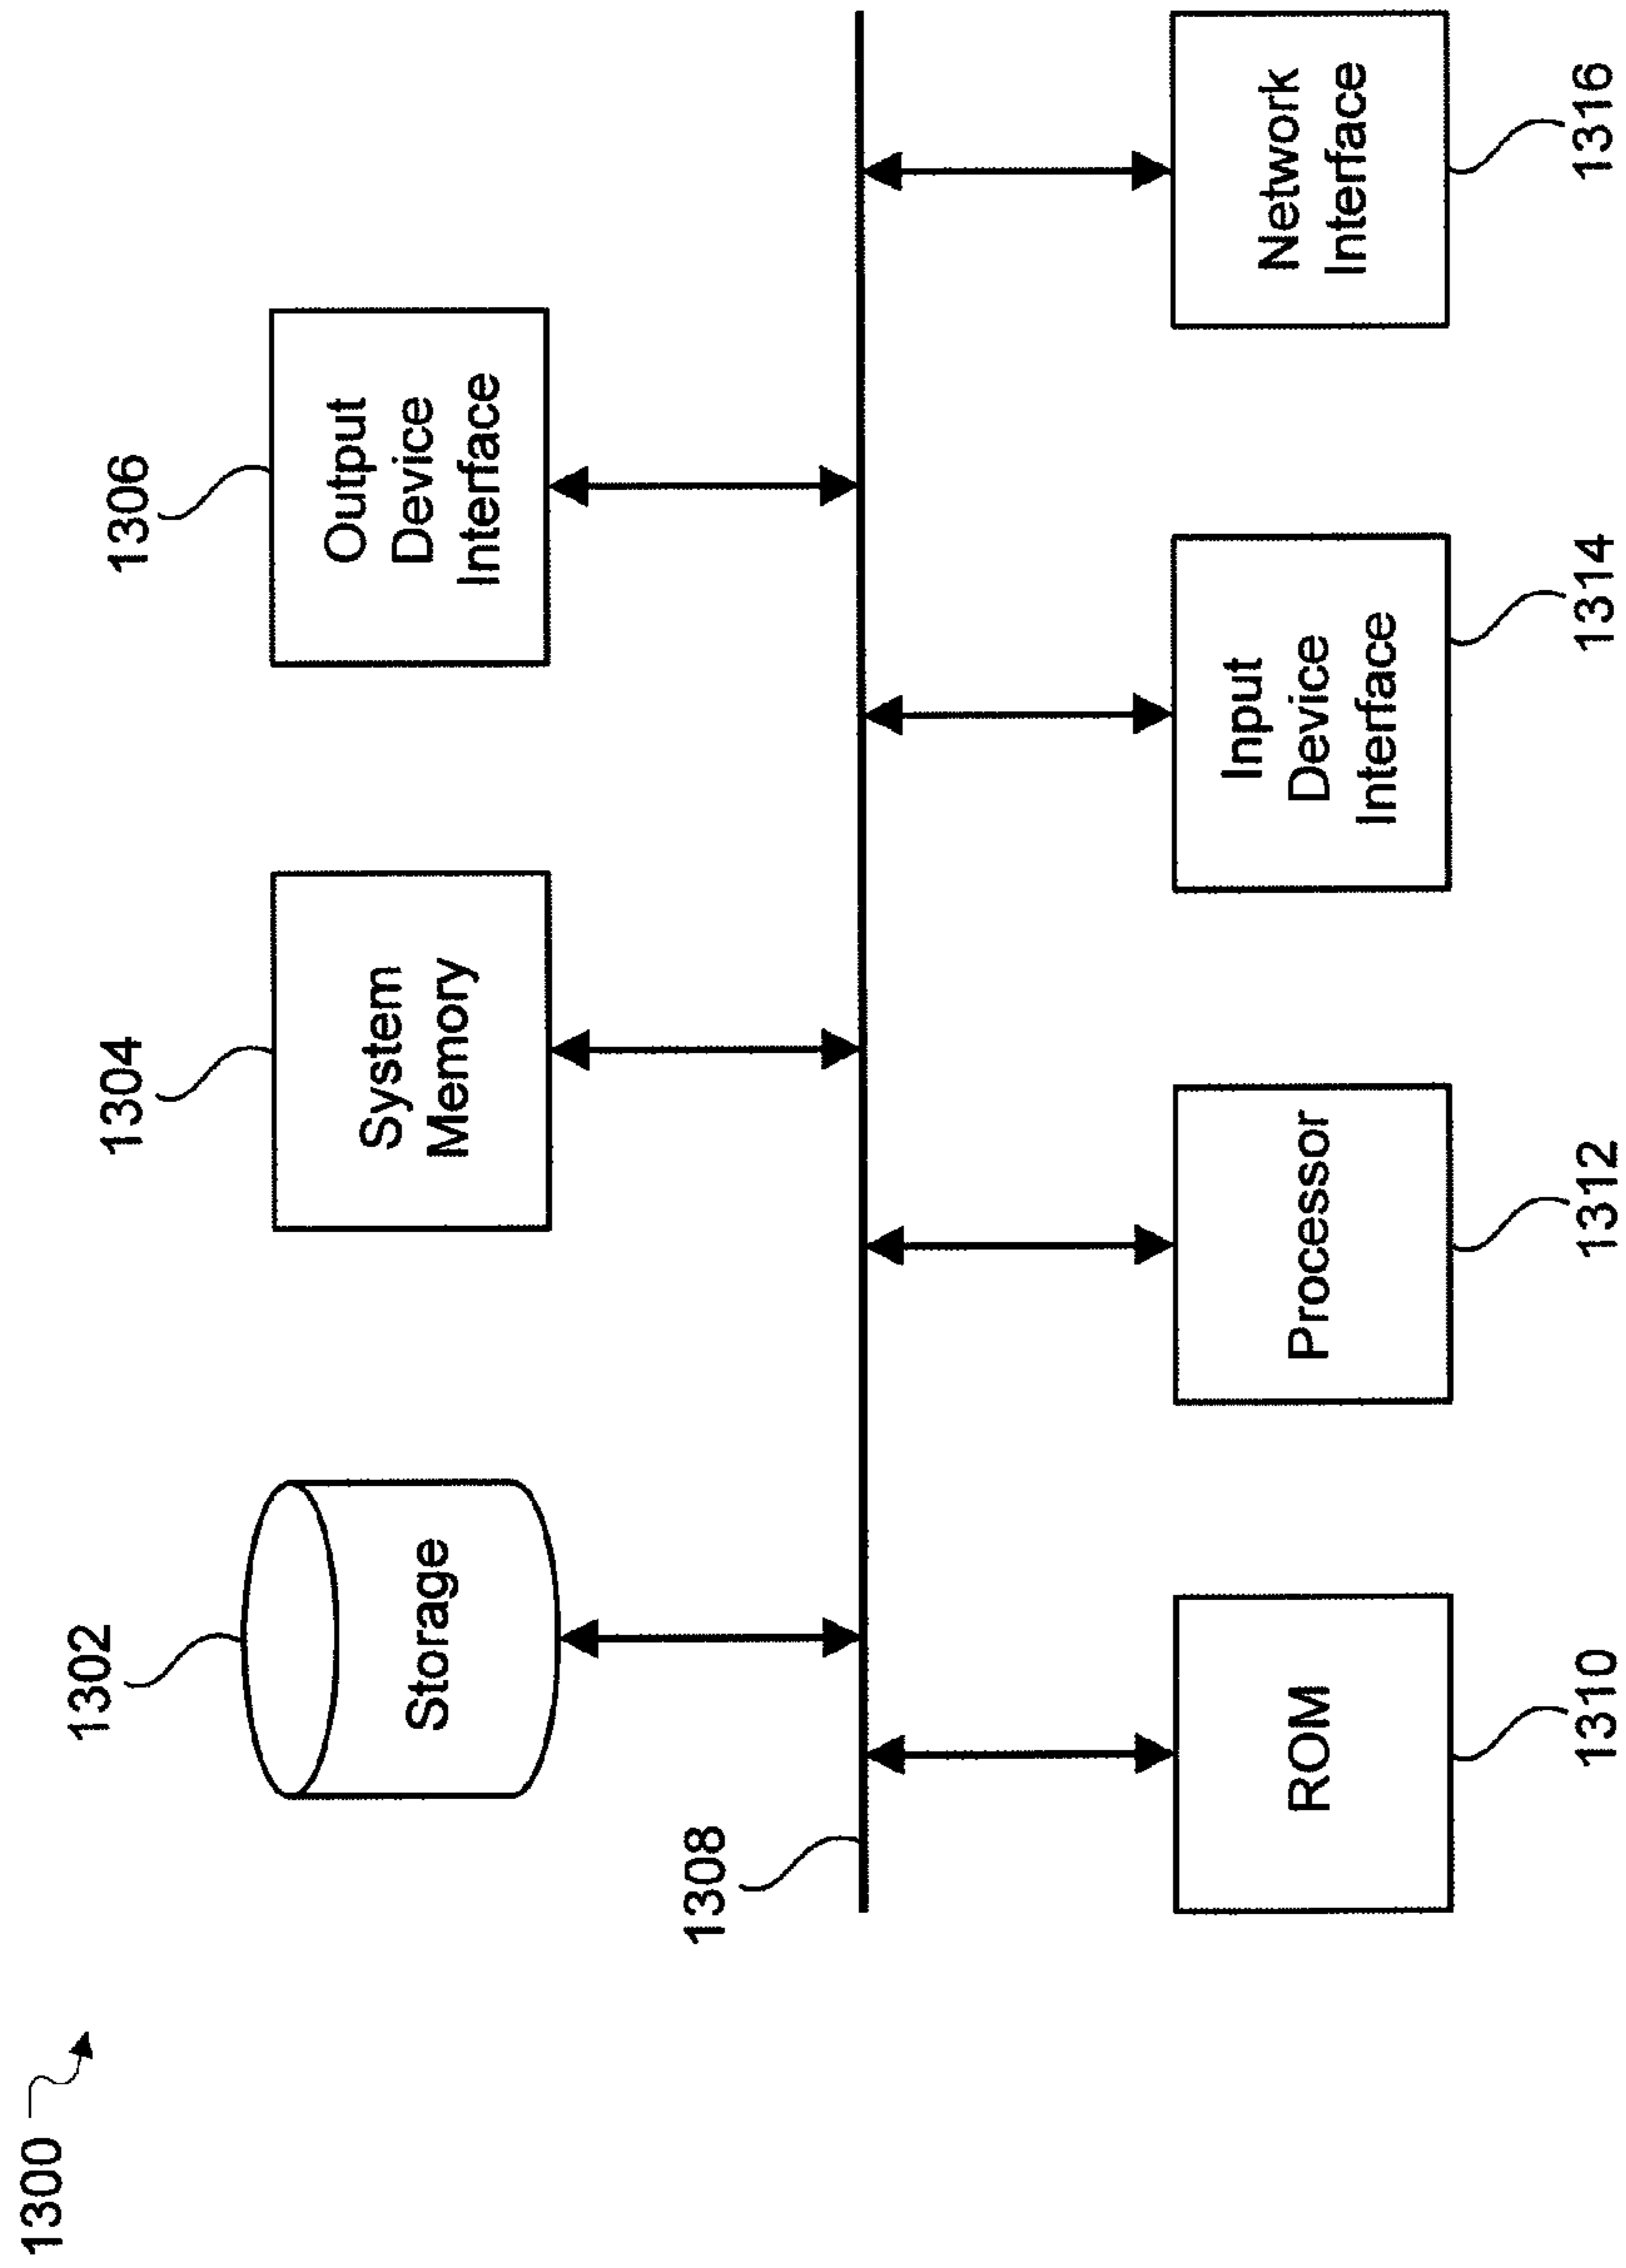 1300
1302
Storage
1304
System
Memory
1306
Output
Device
Interface
1308
ROM
1310
Processor
1312
Input
Device
Interface
1314
Network
Interface
1316